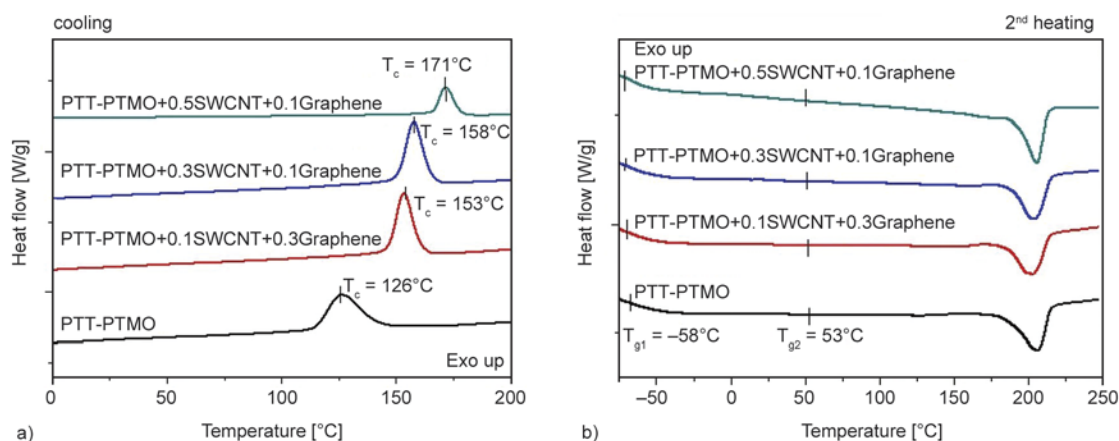 cooling
T_c = 171°C
PTT-PTMO+0.5SWCNT+0.1Graphene
T_c = 158°C
PTT-PTMO+0.3SWCNT+0.1Graphene
T_c = 153°C
PTT-PTMO+0.1SWCNT+0.3Graphene
T_c = 126°C
PTT-PTMO
Exo up
Heat flow [W/g]
0 50 100 150 200
Temperature [°C]
a)
2nd heating
Exo up
PTT-PTMO+0.5SWCNT+0.1Graphene
PTT-PTMO+0.3SWCNT+0.1Graphene
PTT-PTMO+0.1SWCNT+0.3Graphene
PTT-PTMO
T_g1 = –58°C T_g2 = 53°C
Heat flow [W/g]
–50 0 50 100 150 200 250
Temperature [°C]
b)